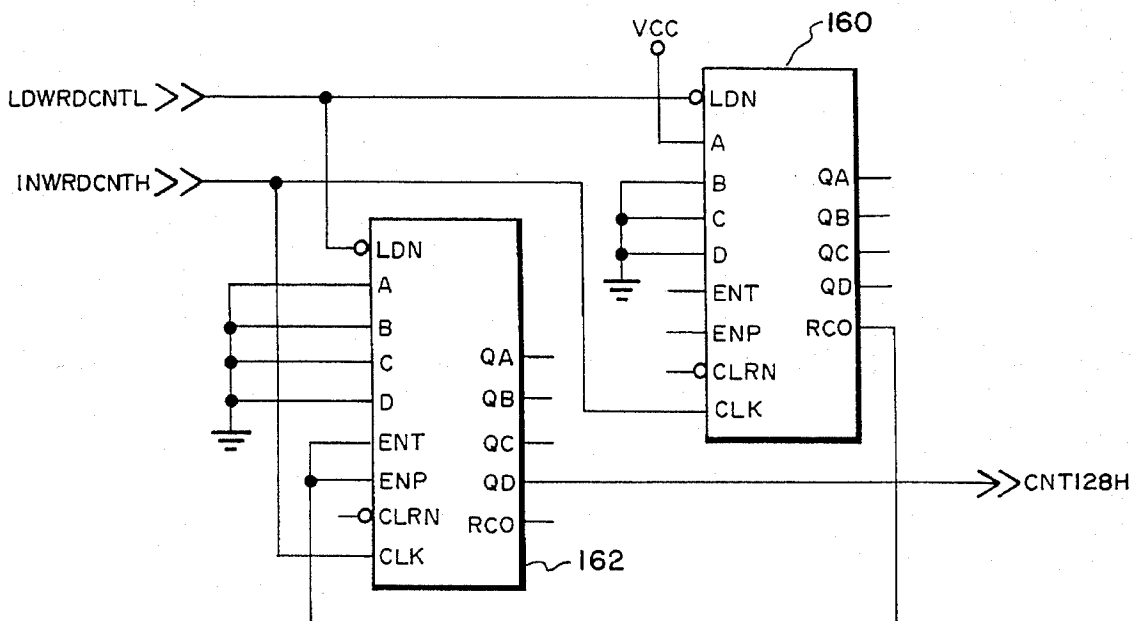 VCC
160
LDWRDCNTL
LDN
A
INWRDCNTH
B
QA
C
QB
D
QC
ENT
QD
ENP
RCO
CLRN
CLK
LDN
A
B
C
QA
D
QB
ENT
QC
ENP
QD
CNT128H
CLRN
RCO
CLK
162